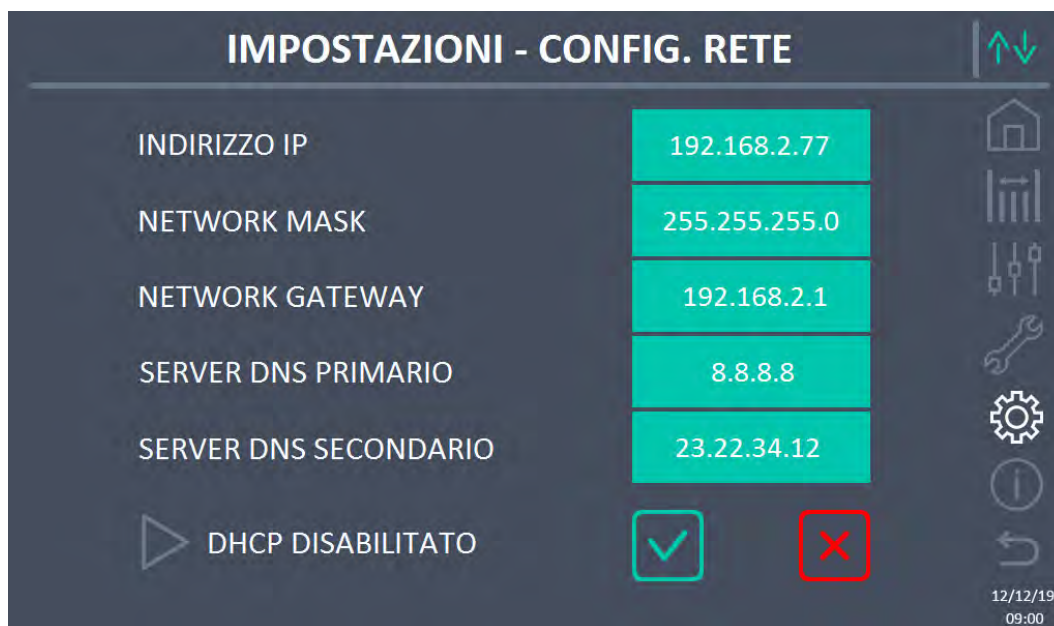 IMPOSTAZIONI - CONFIG. RETE
INDIRIZZO IP 192.168.2.77
NETWORK MASK 255.255.255.0
NETWORK GATEWAY 192.168.2.1
SERVER DNS PRIMARIO 8.8.8.8
SERVER DNS SECONDARIO 23.22.34.12
DHCP DISABILITATO
12/12/19
09:00